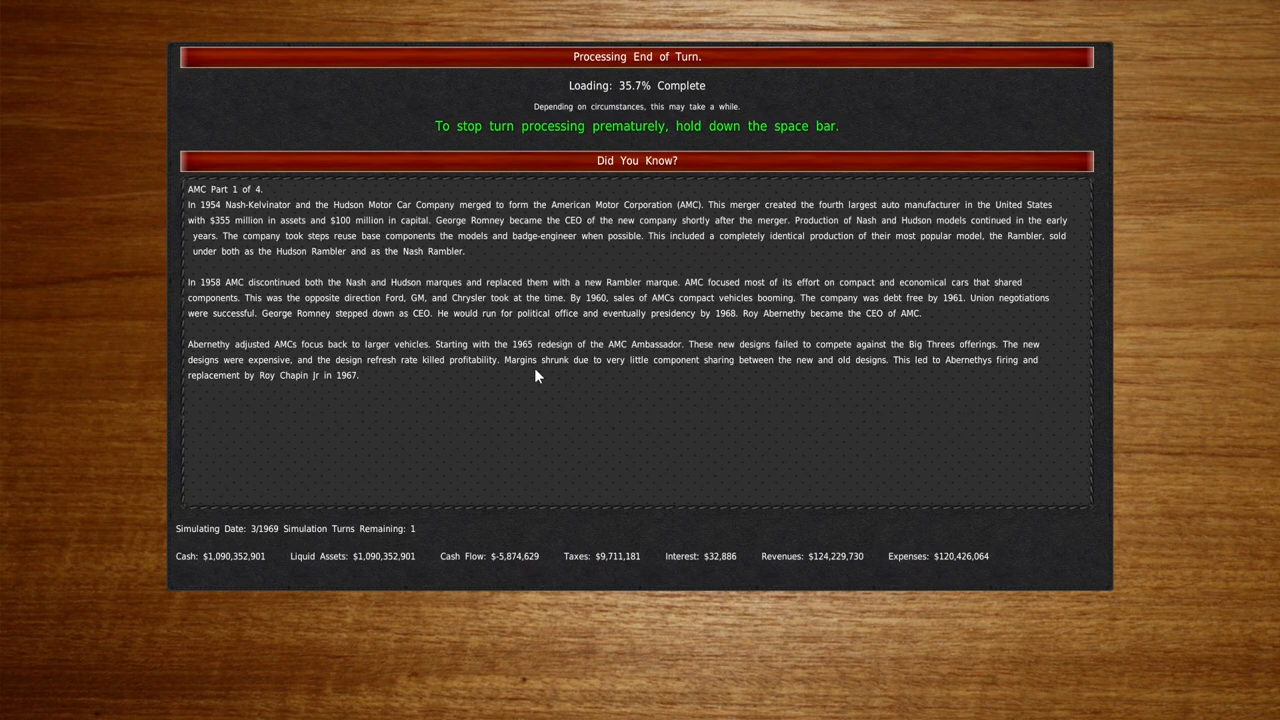 Processing End of Turn.
Loading: 35.7% Complete
Depending on circumstances, this may take a while.
To stop turn processing prematurely, hold down the space bar.
Did You Know?
AMC Part 1 of 4.
In 1954 Nash-Kelvinator and the Hudson Motor Car Company merged to form the American Motor Corporation (AMC). This merger created the fourth largest auto manufacturer in the United States
with $355 million in assets and $100 million in capital. George Romney became the CEO of the new company shortly after the merger. Production of Nash and Hudson models continued in the early
years. The company took steps reuse base components the models and badge-engineer when possible. This included a completely identical production of their most popular model, the Rambler, sold
under both as the Hudson Rambler and as the Nash Rambler.
In 1958 AMC discontinued both the Nash and Hudson marques and replaced them with a new Rambler marque. AMC focused most of its effort on compact and economical cars that shared
components. This was the opposite direction Ford, GM, and Chrysler took at the time. By 1960, sales of AMCs compact vehicles booming. The company was debt free by 1961. Union negotiations
were successful. George Romney stepped down as CEO. He would run for political office and eventually presidency by 1968. Roy Abernethy became the CEO of AMC.
Abernethy adjusted AMCs focus back to larger vehicles. Starting with the 1965 redesign of the AMC Ambassador. These new designs failed to compete against the Big Threes offerings. The new
designs were expensive, and the design refresh rate killed profitability. Margins shrunk due to very little component sharing between the new and old designs. This led to Abernethys firing and
replacement by Roy Chapin Jr in 1967.
Simulating Date: 3/1969 Simulation Turns Remaining: 1
Cash: $1,090,352,901 Liquid Assets: $1,090,352,901 Cash Flow: $-5,874,629 Taxes: $9,711,181 Interest: $32,886 Revenues: $124,229,730 Expenses: $120,426,064